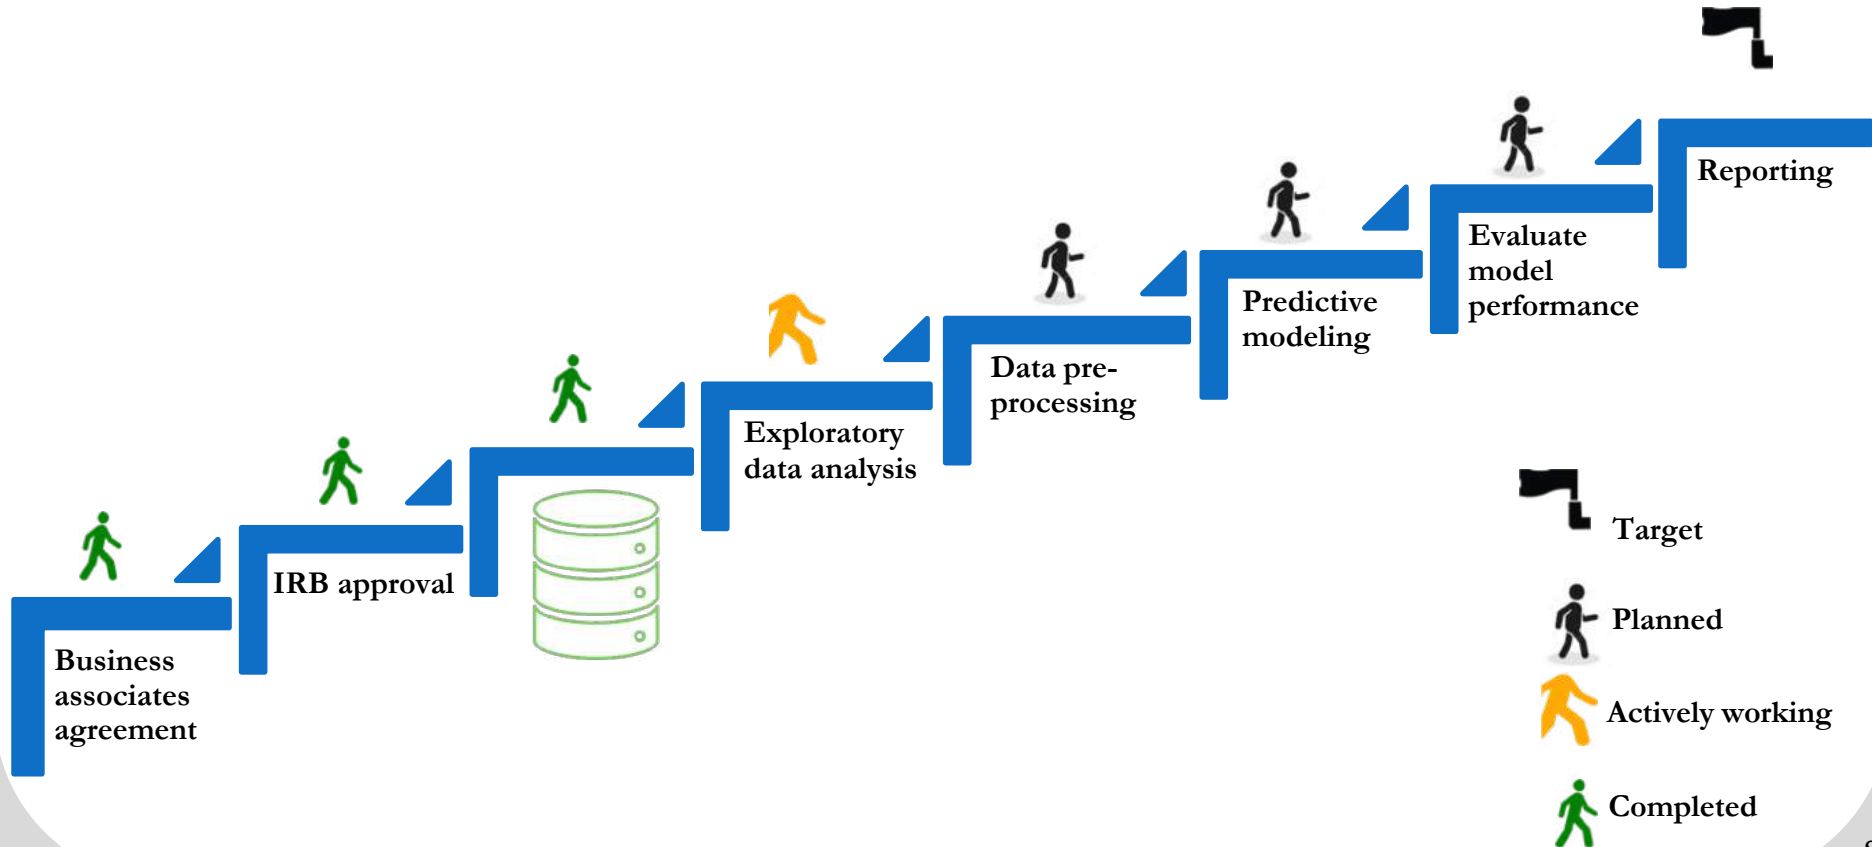 Business
associates
agreement
IRB approval
Exploratory
data analysis
Data pre-
processing
Predictive
modeling
Evaluate
model
performance
Reporting
Target
Planned
Actively working
Completed